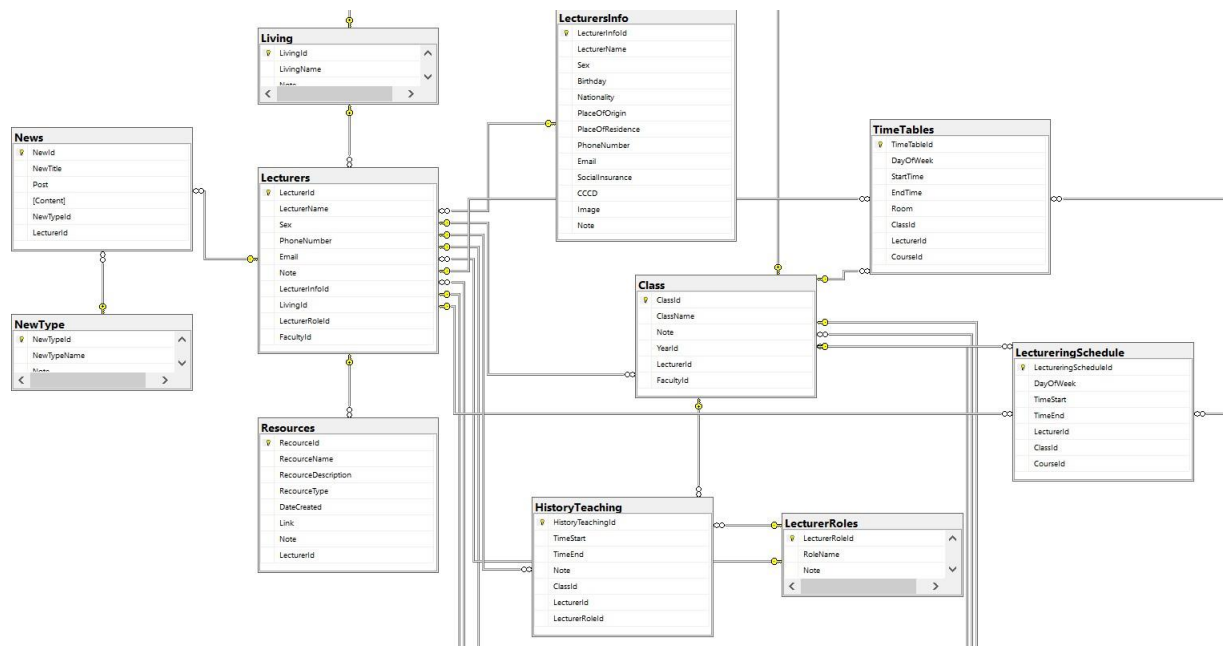 Living
LivingId
LivingName
Note
LecturersInfo
LecturerInfoId
LecturerName
Sex
Birthday
Nationality
PlaceOfOrigin
PlaceOfResidence
PhoneNumber
Email
SocialInsurance
CCCD
Image
Note
News
NewId
NewTitle
Post
[Content]
NewTypeId
LecturerId
Lecturers
LecturerId
LecturerName
Sex
PhoneNumber
Email
Note
LecturerInfoId
LivingId
LecturerRoleId
FacultyId
TimeTables
TimeTableId
DayOfWeek
StartTime
EndTime
Room
ClassId
LecturerId
CourseId
NewType
NewTypeId
NewTypeName
Note
Class
ClassId
ClassName
Note
YearId
LecturerId
FacultyId
LectureringSchedule
LectureringScheduleId
DayOfWeek
TimeStart
TimeEnd
LecturerId
ClassId
CourseId
Resources
RecourceId
RecourceName
RecourceDescription
RecourceType
DateCreated
Link
Note
LecturerId
HistoryTeaching
HistoryTeachingId
TimeStart
TimeEnd
Note
ClassId
LecturerId
LecturerRoleId
LecturerRoles
LecturerRoleId
RoleName
Note